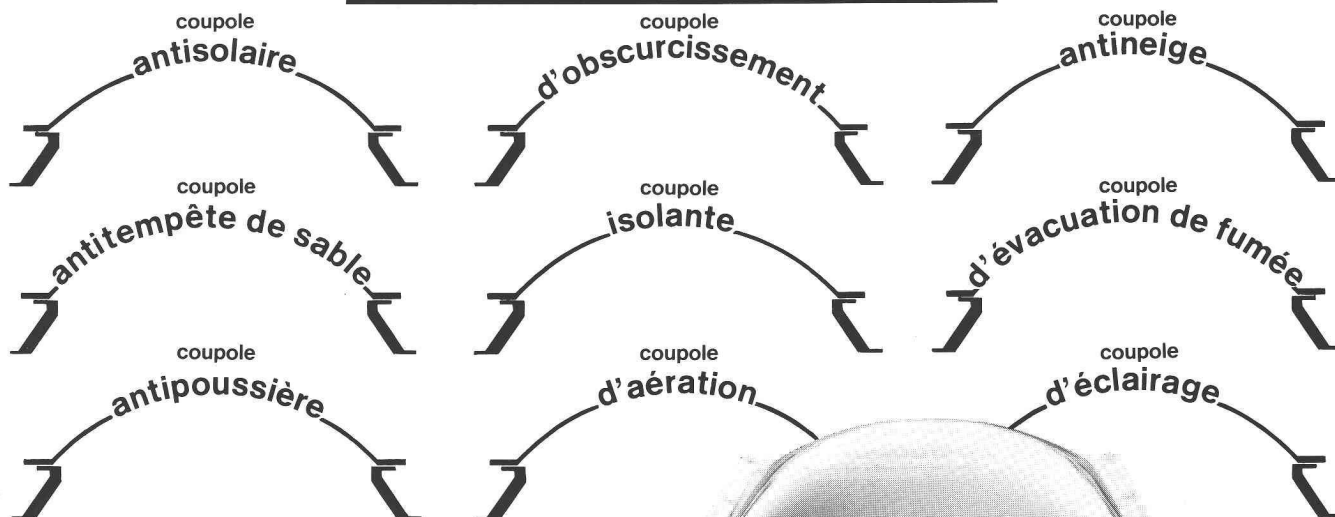 coupole
antisolaire
coupole
d'obscurcissement
coupole
antineige
coupole
antitempête de sable
coupole
isolante
coupole
d'évacuation de fumée
coupole
antipoussière
coupole
d'aération
coupole
d'éclairage